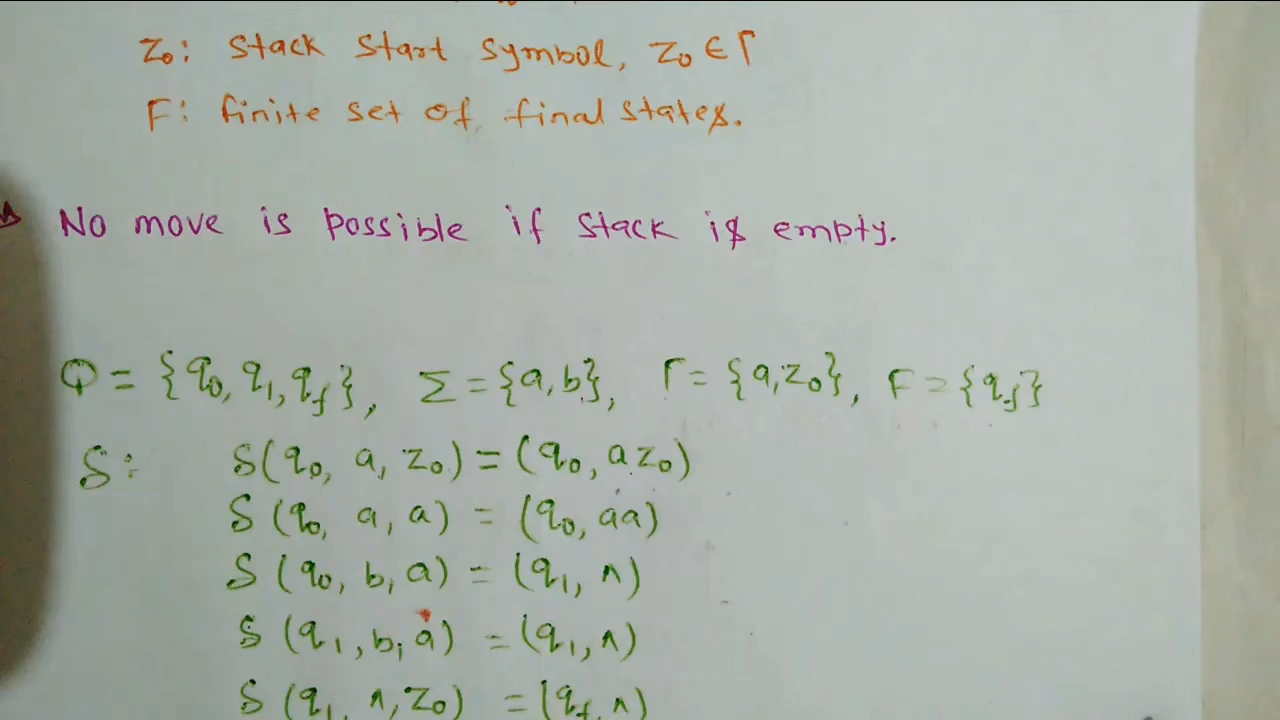 Z₀: Stack Start Symbol, Z₀ ∈ Γ
F: finite set of final states.
No move is possible if stack is empty.
Q = {q₀, q₁, q_f}, Σ = {a, b}, Γ = {a, Z₀}, F = {q_f}
δ: δ(q₀, a, Z₀) = (q₀, aZ₀)
δ(q₀, a, a) = (q₀, aa)
δ(q₀, b, a) = (q₁, ∧)
δ(q₁, b, a) = (q₁, ∧)
δ(q₁, ∧, Z₀) = (q_f, ∧)